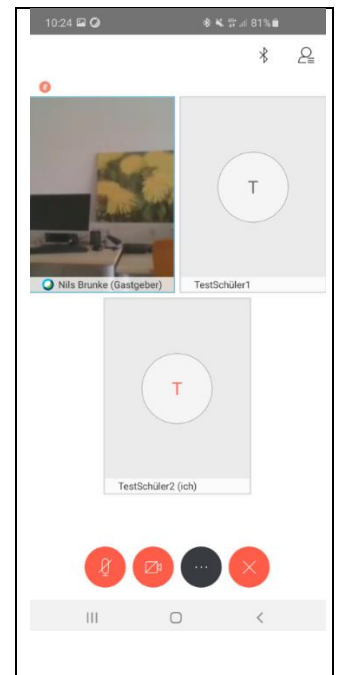 10:24 81%
T
Nils Brunke (Gastgeber) TestSchüler1
T
TestSchüler2 (ich)